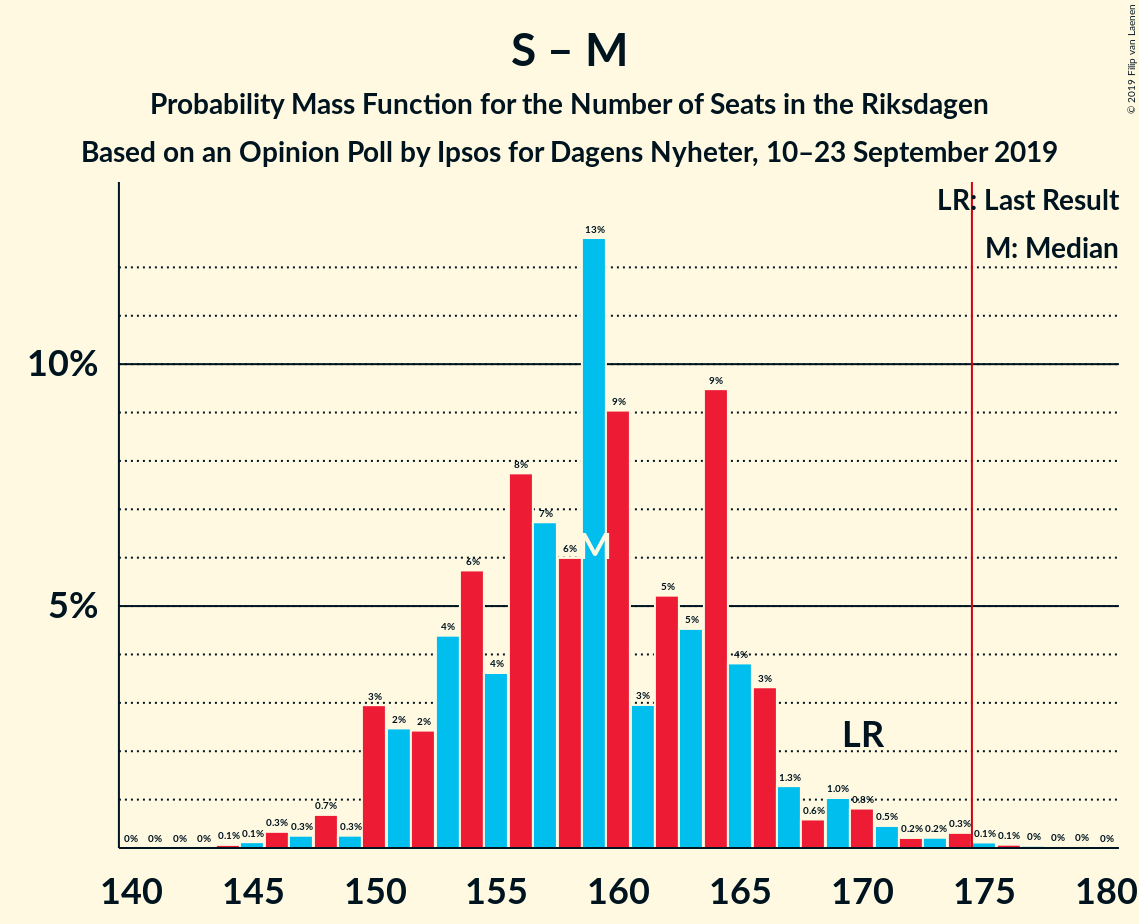 S – M
Probability Mass Function for the Number of Seats in the Riksdagen
Based on an Opinion Poll by Ipsos for Dagens Nyheter, 10–23 September 2019
© 2019 Filip van Laenen
LR: Last Result
M: Median
10%
5%
0% 0% 0% 0% 0.1% 0.1% 0.3% 0.3% 0.7% 0.3% 3% 2% 2% 4% 6% 4% 8% 7% 6% 13% 9% 3% 5% 5% 9% 4% 3% 1.3% 0.6% 1.0% 0.8% 0.5% 0.2% 0.2% 0.3% 0.1% 0.1% 0% 0% 0% 0%
M
LR
140 145 150 155 160 165 170 175 180